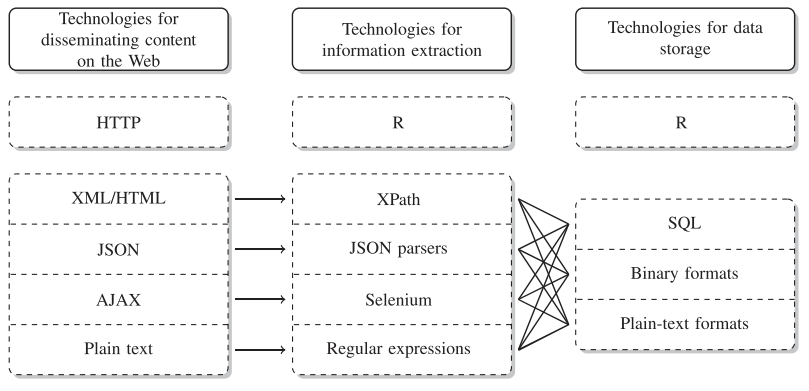 Technologies for
disseminating content
on the Web
Technologies for
information extraction
Technologies for data
storage
HTTP
R
R
XML/HTML
JSON
AJAX
Plain text
XPath
JSON parsers
Selenium
Regular expressions
SQL
Binary formats
Plain-text formats